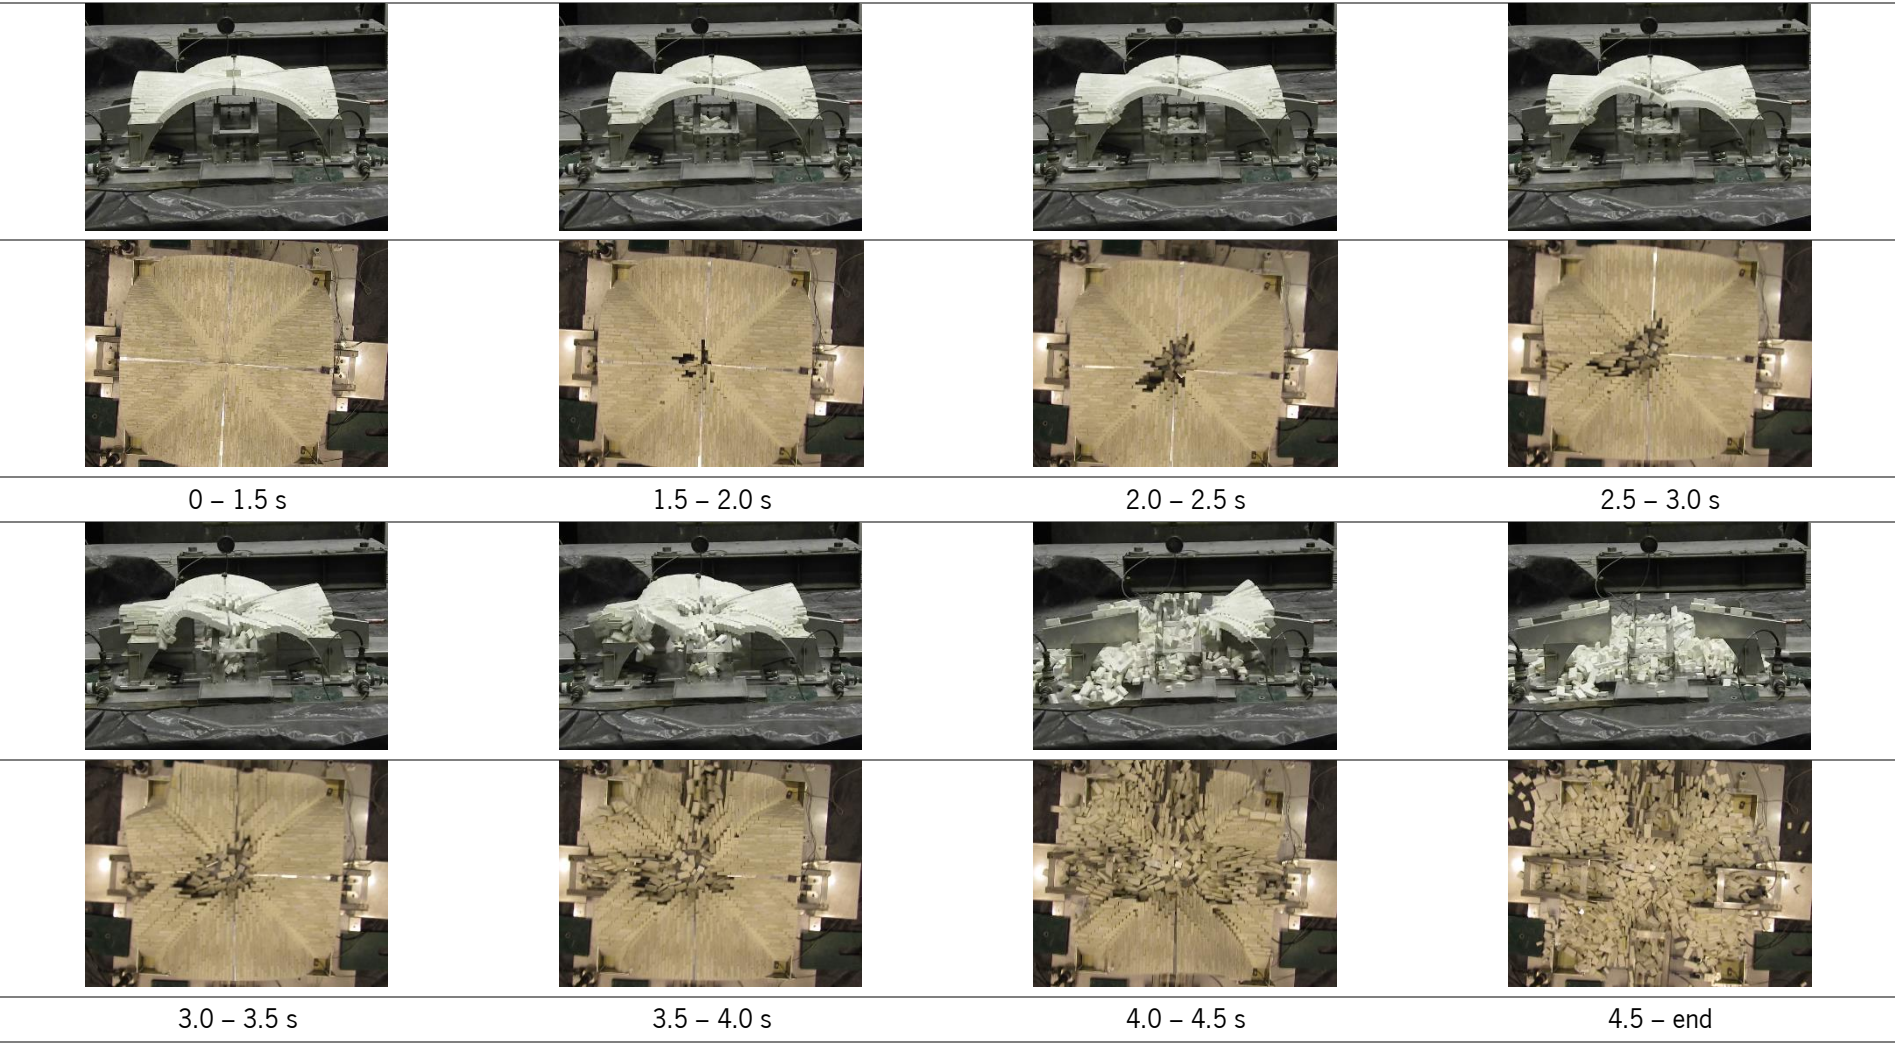 0 – 1.5 s
1.5 – 2.0 s
2.0 – 2.5 s
2.5 – 3.0 s
3.0 – 3.5 s
3.5 – 4.0 s
4.0 – 4.5 s
4.5 – end